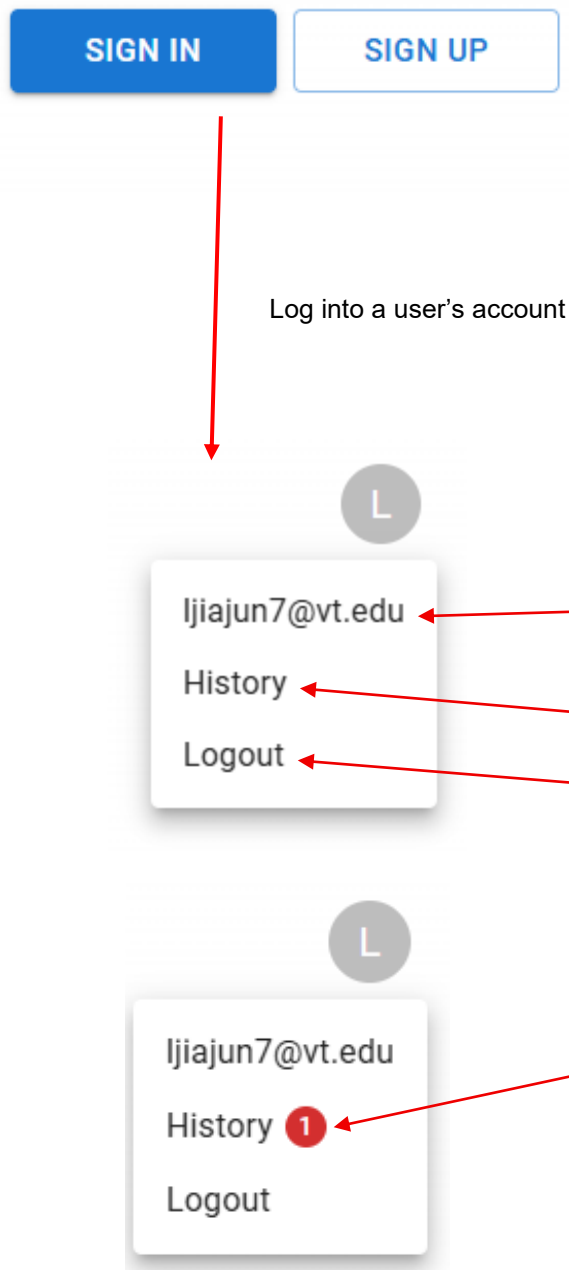 SIGN IN SIGN UP
Log into a user’s account
L
ljiajun7@vt.edu
History
Logout
L
ljiajun7@vt.edu
History 1
Logout